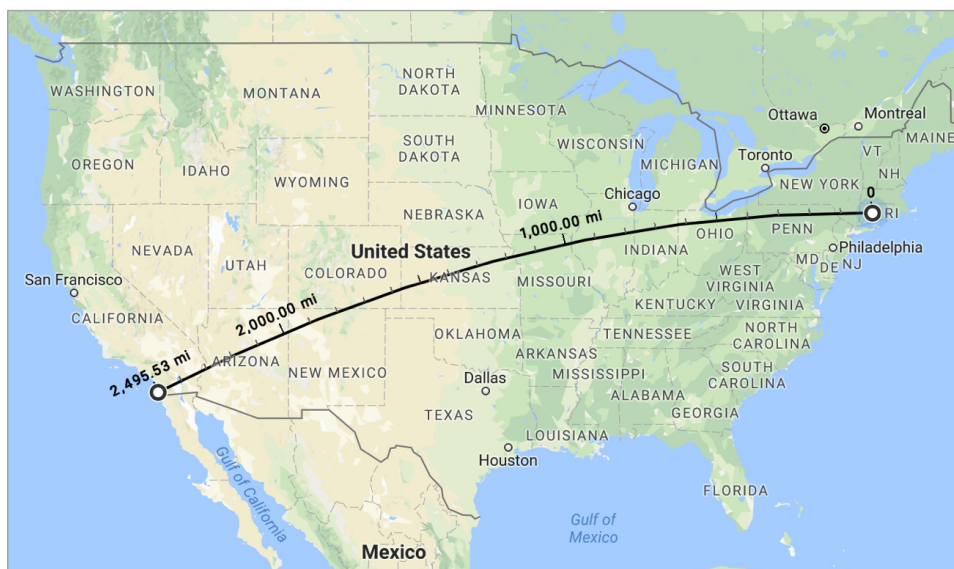 WASHINGTON
MONTANA
NORTH
DAKOTA
MINNESOTA
Ottawa
Montreal
MAINE
VT
NH
OREGON
IDAHO
SOUTH
DAKOTA
WISCONSIN
MICHIGAN
Toronto
WYOMING
NEW YORK
0
RI
Chicago
IOWA
NEBRASKA
1,000.00 mi
OHIO
PENN
Philadelphia
NEVADA
UTAH
United States
INDIANA
MD
DE
NJ
San Francisco
COLORADO
KANSAS
MISSOURI
WEST
VIRGINIA
KENTUCKY
VIRGINIA
CALIFORNIA
2,000.00 mi
OKLAHOMA
TENNESSEE
NORTH
CAROLINA
2,495.53 mi
ARIZONA
NEW MEXICO
ARKANSAS
MISSISSIPPI
SOUTH
CAROLINA
Dallas
ALABAMA
GEORGIA
TEXAS
LOUISIANA
Houston
Gulf of California
FLORIDA
Gulf of
Mexico
Mexico